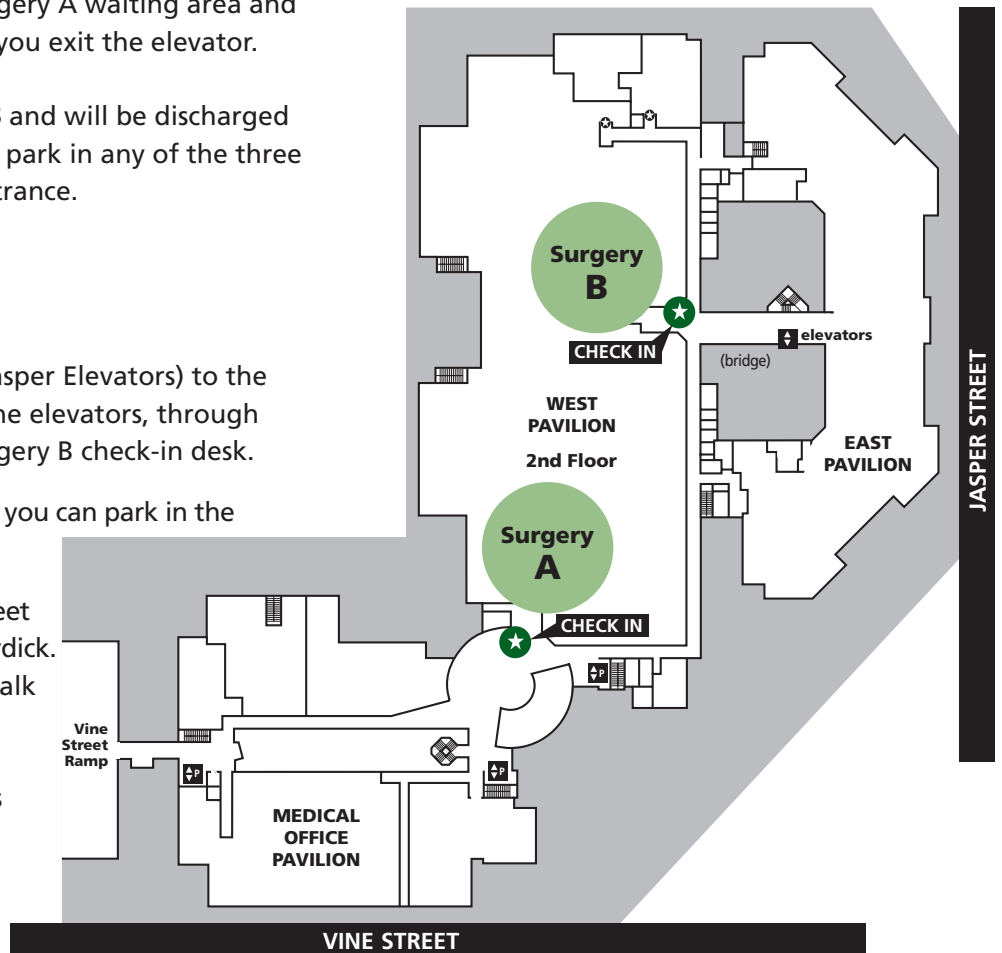 gery A waiting area and
you exit the elevator.
B and will be discharged
park in any of the three
trance.
asper Elevators) to the
he elevators, through
gery B check-in desk.
you can park in the
eet
dick.
alk
s
Surgery
B
CHECK IN
elevators
(bridge)
WEST
PAVILION
2nd Floor
EAST
PAVILION
JASPER STREET
Surgery
A
CHECK IN
P
Vine
Street
Ramp
P
P
MEDICAL
OFFICE
PAVILION
VINE STREET